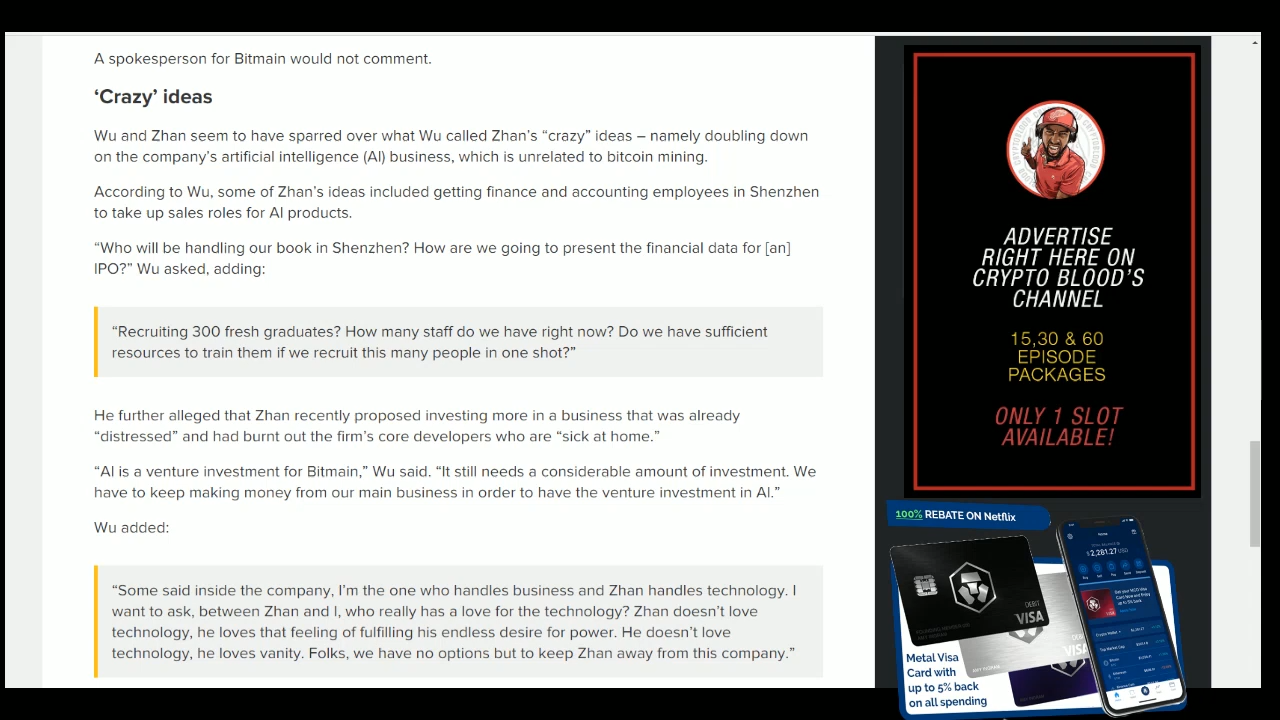 A spokesperson for Bitmain would not comment.
‘Crazy’ ideas
Wu and Zhan seem to have sparred over what Wu called Zhan’s “crazy” ideas – namely doubling down
on the company’s artificial intelligence (AI) business, which is unrelated to bitcoin mining.
According to Wu, some of Zhan’s ideas included getting finance and accounting employees in Shenzhen
to take up sales roles for AI products.
“Who will be handling our book in Shenzhen? How are we going to present the financial data for [an]
IPO?” Wu asked, adding:
“Recruiting 300 fresh graduates? How many staff do we have right now? Do we have sufficient
resources to train them if we recruit this many people in one shot?”
He further alleged that Zhan recently proposed investing more in a business that was already
“distressed” and had burnt out the firm’s core developers who are “sick at home.”
“AI is a venture investment for Bitmain,” Wu said. “It still needs a considerable amount of investment. We
have to keep making money from our main business in order to have the venture investment in AI.”
Wu added:
“Some said inside the company, I’m the one who handles business and Zhan handles technology. I
want to ask, between Zhan and I, who really has a love for the technology? Zhan doesn’t love
technology, he loves that feeling of fulfilling his endless desire for power. He doesn’t love
technology, he loves vanity. Folks, we have no options but to keep Zhan away from this company.”
ADVERTISE
RIGHT HERE ON
CRYPTO BLOOD’S
CHANNEL
15,30 & 60
EPISODE
PACKAGES
ONLY 1 SLOT
AVAILABLE!
100% REBATE ON Netflix
$2,281.27 USD
DEBIT
VISA
Metal Visa
Card with
up to 5% back
on all spending